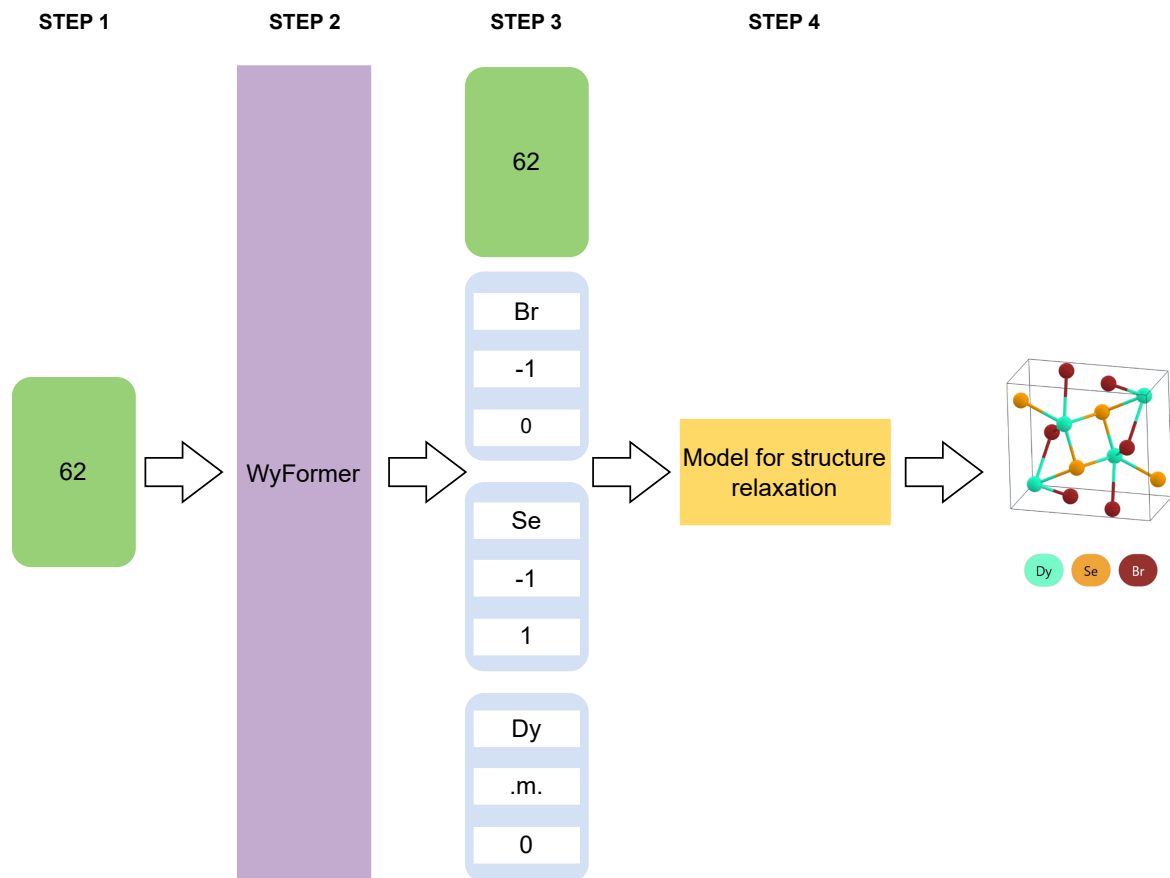 STEP 1
STEP 2
STEP 3
STEP 4
62
WyFormer
62
Br
-1
0
Se
-1
1
Dy
.m.
0
Model for structure
relaxation
Dy
Se
Br